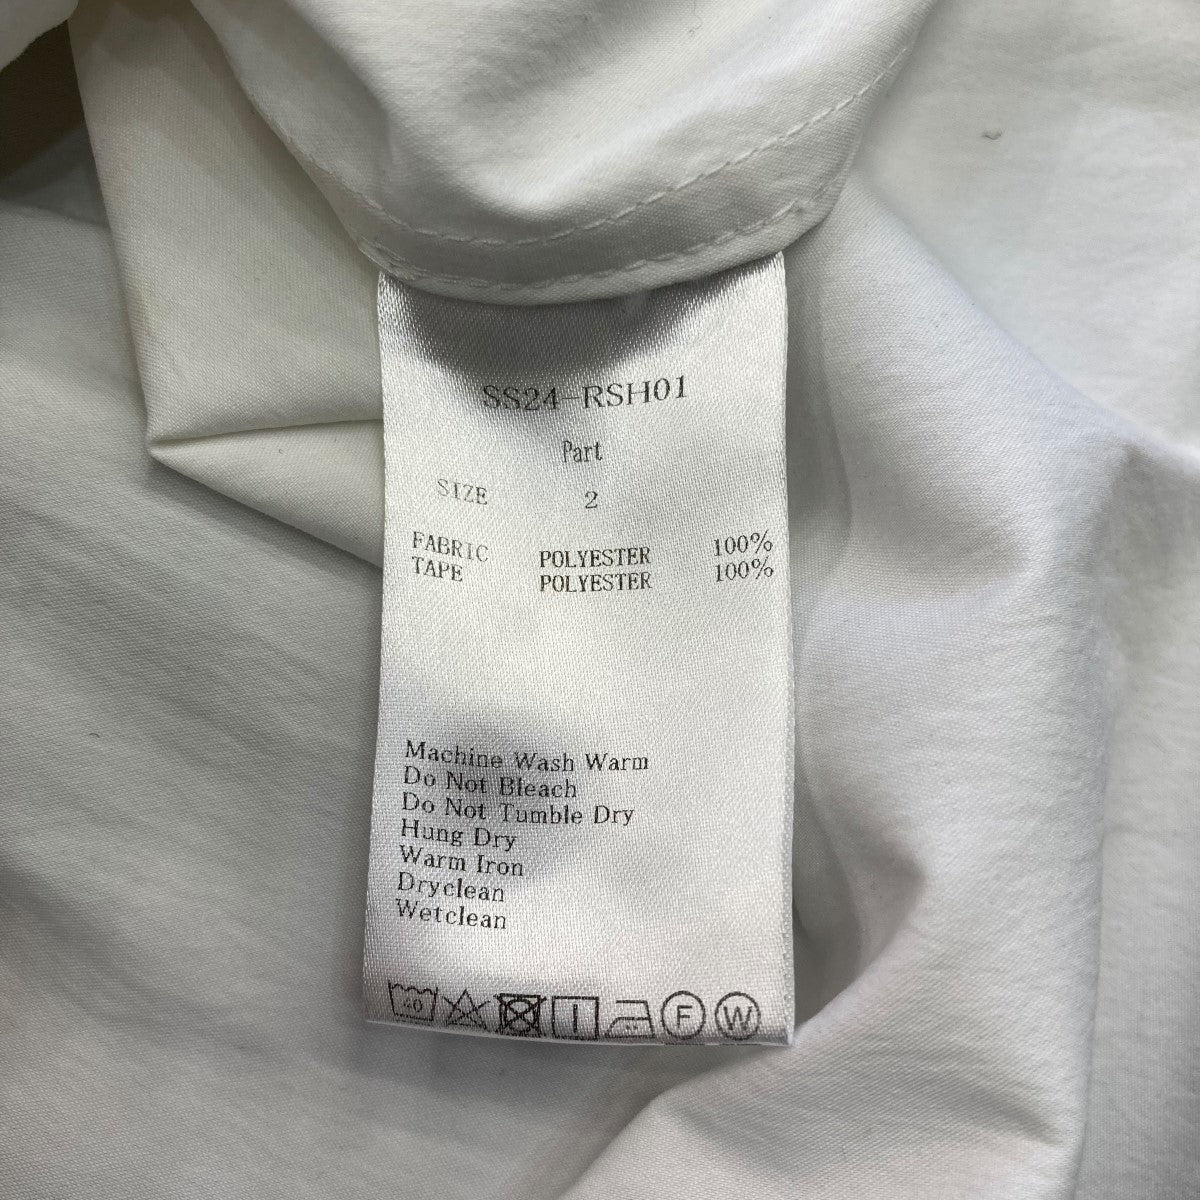 SS24-RSH01
Part
SIZE 2
FABRIC POLYESTER 100%
TAPE POLYESTER 100%
Machine Wash Warm
Do Not Bleach
Do Not Tumble Dry
Hung Dry
Warm Iron
Dryclean
Wetclean
40 F W